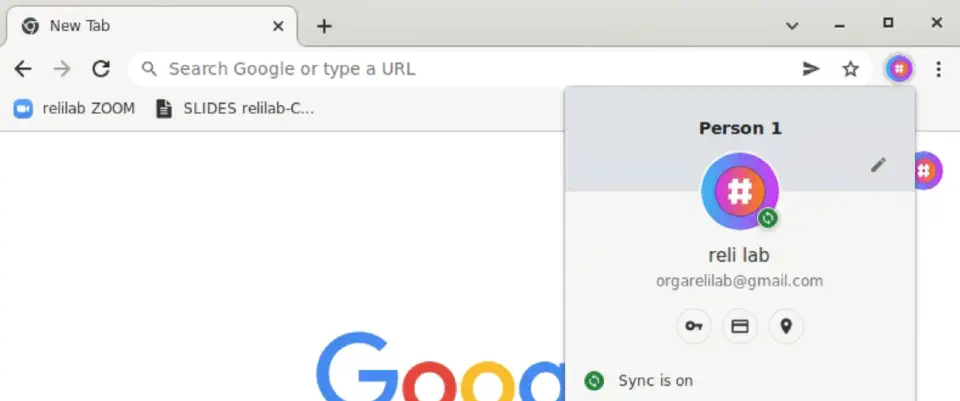 New Tab
Search Google or type a URL
relilab ZOOM SLIDES relilab-C...
Person 1
#
#
#
reli lab
orgarelilab@gmail.com
Goo
Sync is on